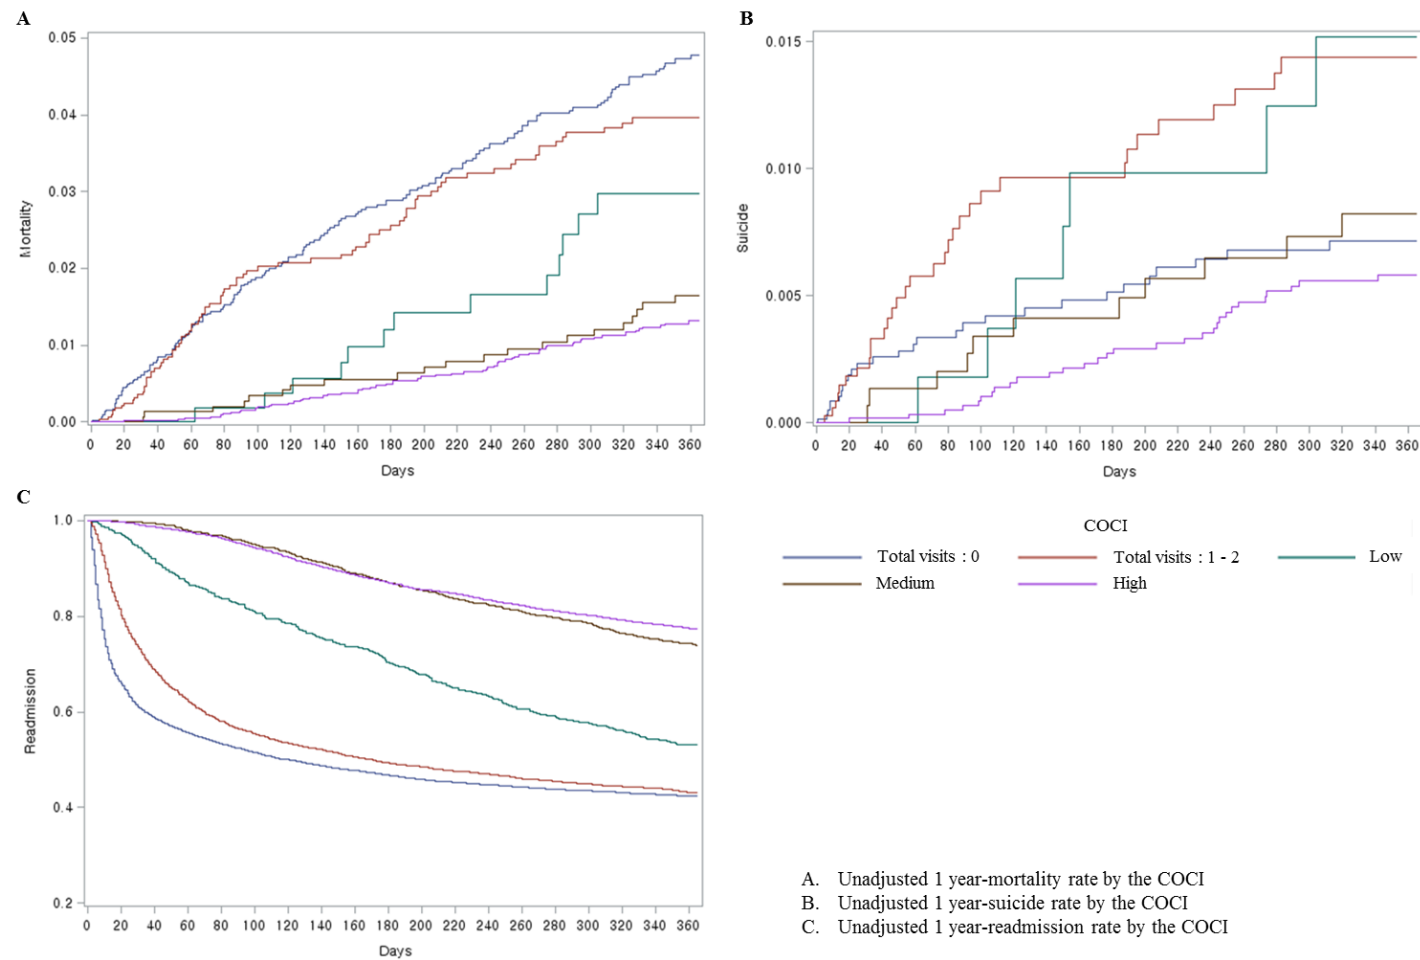 A
0.05
0.04
0.03
0.02
0.01
0.00
Mortality
0 20 40 60 80 100 120 140 160 180 200 220 240 260 280 300 320 340 360
Days
B
0.015
0.010
0.005
0.000
Suicide
0 20 40 60 80 100 120 140 160 180 200 220 240 260 280 300 320 340 360
Days
C
1.0
0.8
0.6
0.4
0.2
Readmission
0 20 40 60 80 100 120 140 160 180 200 220 240 260 280 300 320 340 360
Days
COCI
Total visits : 0 Total visits : 1 - 2 Low
Medium High
A. Unadjusted 1 year-mortality rate by the COCI
B. Unadjusted 1 year-suicide rate by the COCI
C. Unadjusted 1 year-readmission rate by the COCI